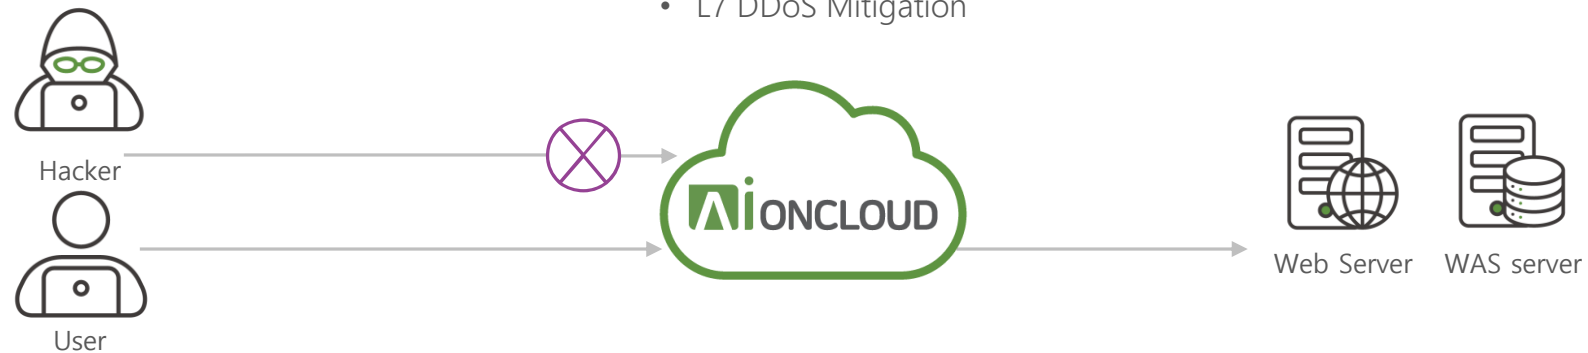 • L7 DDoS Mitigation
Hacker
AIONCLOUD
Web Server
WAS server
User